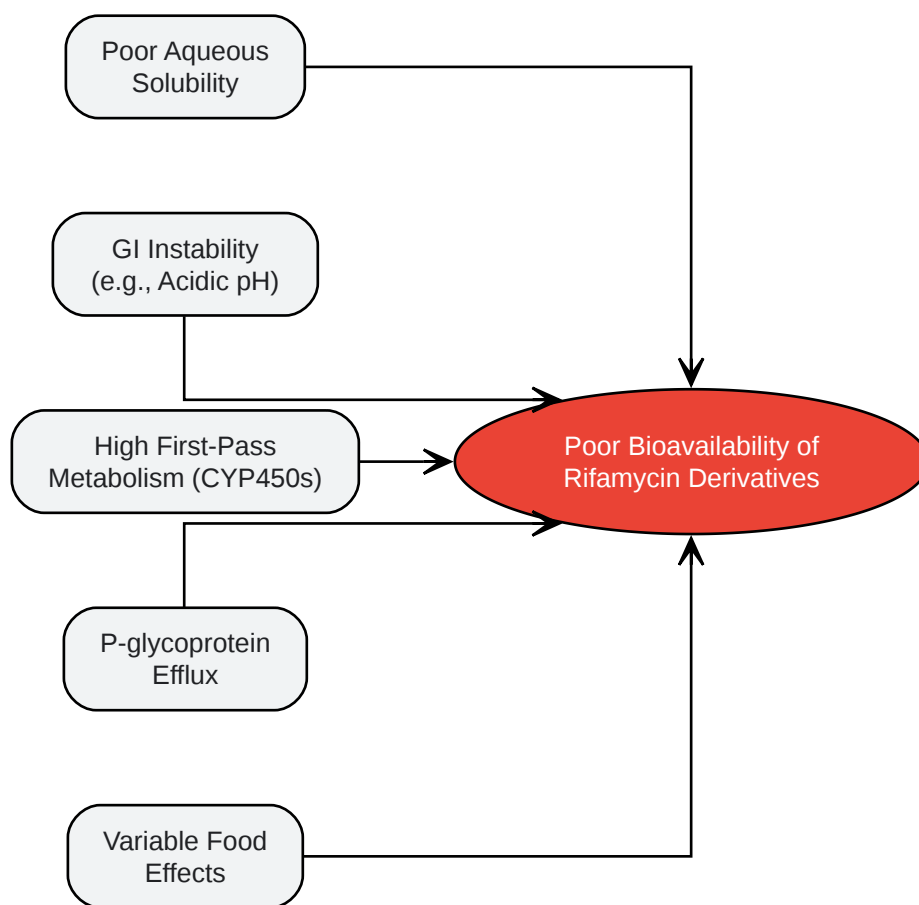 Poor Aqueous
Solubility
GI Instability
(e.g., Acidic pH)
High First-Pass
Metabolism (CYP450s)
Poor Bioavailability of
Rifamycin Derivatives
P-glycoprotein
Efflux
Variable Food
Effects